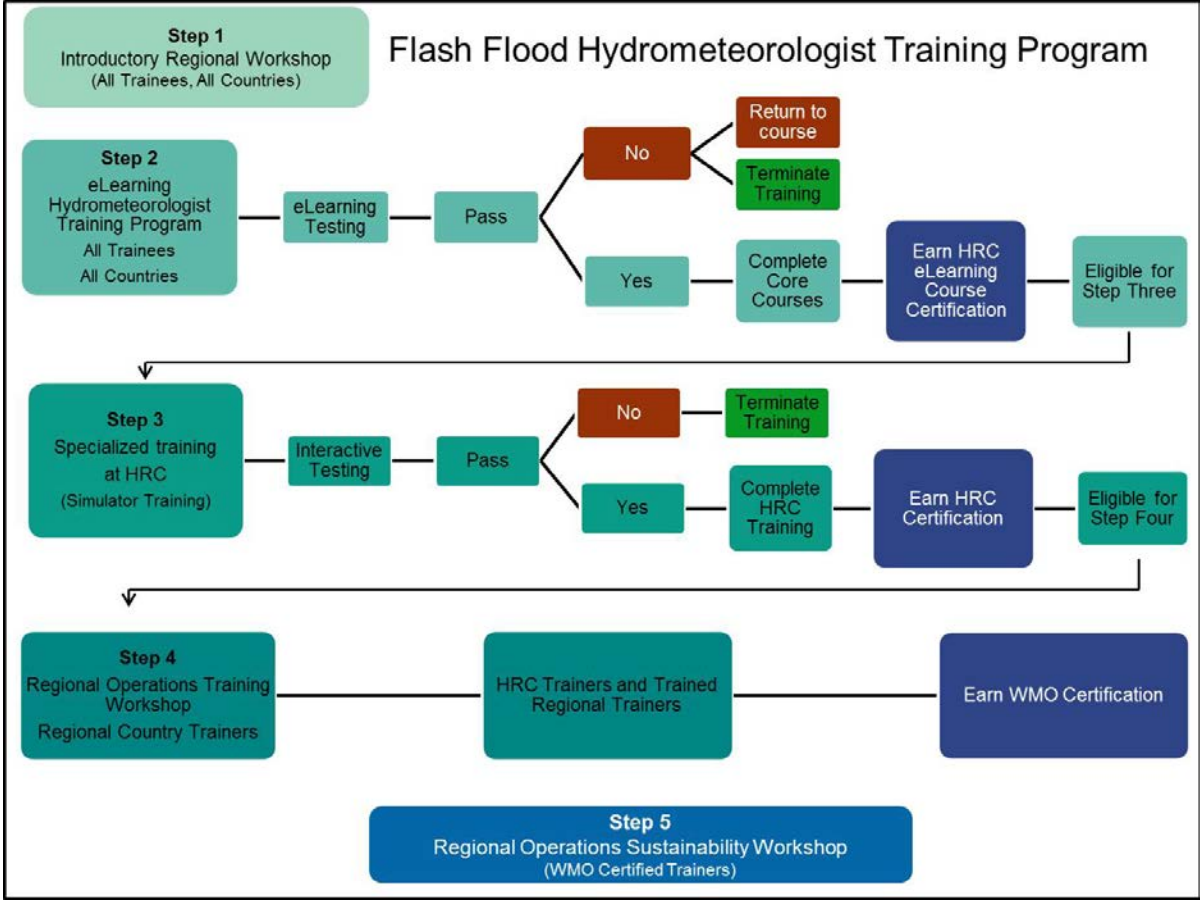 Step 1
Introductory Regional Workshop
(All Trainees, All Countries)
Flash Flood Hydrometeorologist Training Program
Step 2
eLearning
Hydrometeorologist
Training Program
All Trainees
All Countries
eLearning
Testing
Pass
No
Return to
course
Terminate
Training
Yes
Complete
Core
Courses
Earn HRC
eLearning
Course
Certification
Eligible for
Step Three
Step 3
Specialized training
at HRC
(Simulator Training)
Interactive
Testing
Pass
No
Terminate
Training
Yes
Complete
HRC
Training
Earn HRC
Certification
Eligible for
Step Four
Step 4
Regional Operations Training
Workshop
Regional Country Trainers
HRC Trainers and Trained
Regional Trainers
Earn WMO Certification
Step 5
Regional Operations Sustainability Workshop
(WMO Certified Trainers)